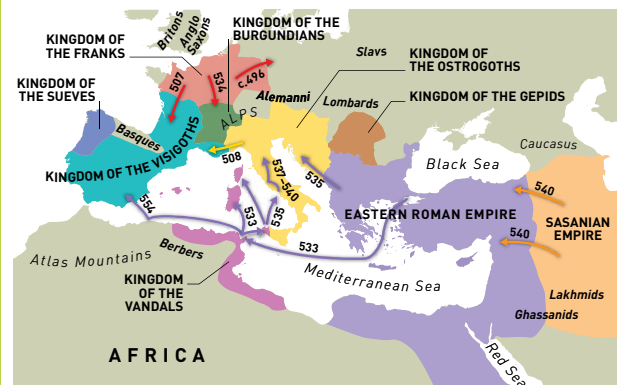 KINGDOM OF THE
BURGUNDIANS
KINGDOM OF
THE FRANKS
Britons
Anglo
Saxons
Slavs
KINGDOM OF
THE OSTROGOTHS
KINGDOM OF
THE SUEVES
507
534
c.496
Alemanni
Lombards
KINGDOM OF THE GEPIDS
ALPS
Basques
KINGDOM OF THE VISIGOTHS
508
537–540
535
Black Sea
Caucasus
554
533
535
EASTERN ROMAN EMPIRE
540
SASANIAN
EMPIRE
540
533
Atlas Mountains
Berbers
KINGDOM
OF THE
VANDALS
Mediterranean Sea
Lakhmids
Ghassanids
AFRICA
Red Sea